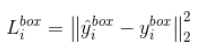 $L_i^{box} = \left\| \hat{y}_i^{box} - y_i^{box} \right\|_2^2$